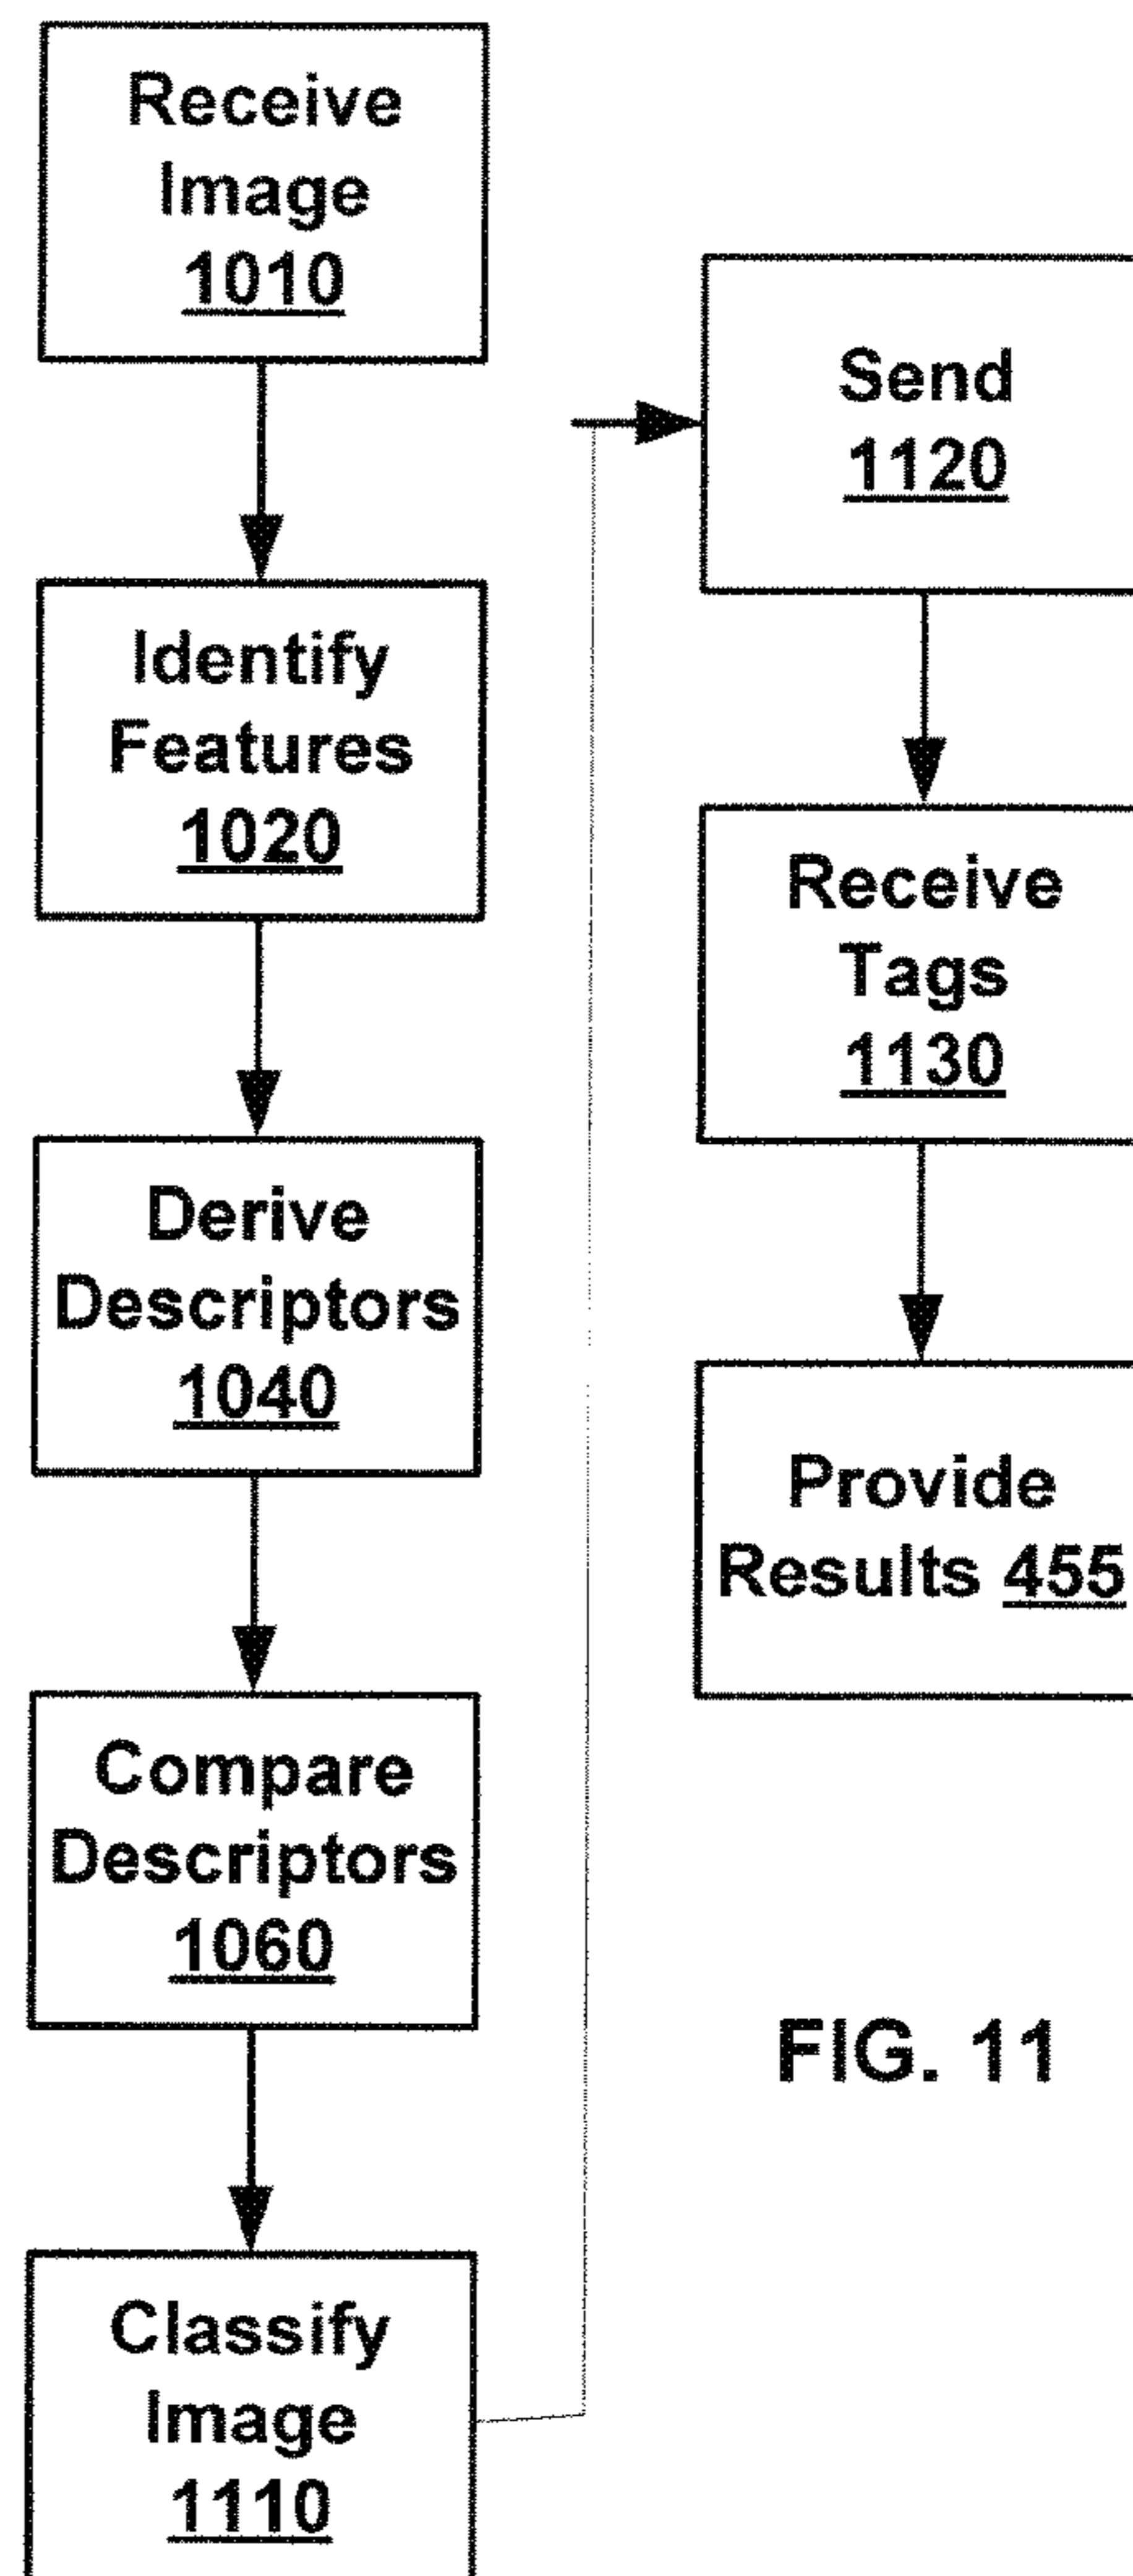 Receive
Image
1010
Identify
Features
1020
Derive
Descriptors
1040
Compare
Descriptors
1060
Classify
Image
1110
Send
1120
Receive
Tags
1130
Provide
Results 455
FIG. 11